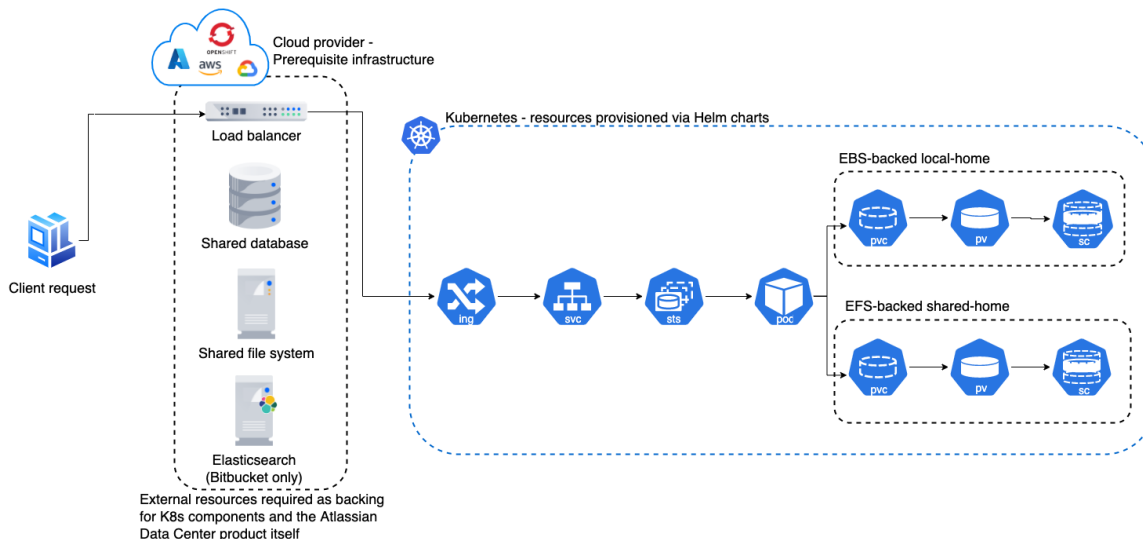 OPENSHIFT
aws
Cloud provider -
Prerequisite infrastructure
Load balancer
Kubernetes - resources provisioned via Helm charts
EBS-backed local-home
pvc
pv
sc
Shared database
Client request
ing
svc
sts
pod
EFS-backed shared-home
Shared file system
pvc
pv
sc
Elasticsearch
(Bitbucket only)
External resources required as backing
for K8s components and the Atlassian
Data Center product itself